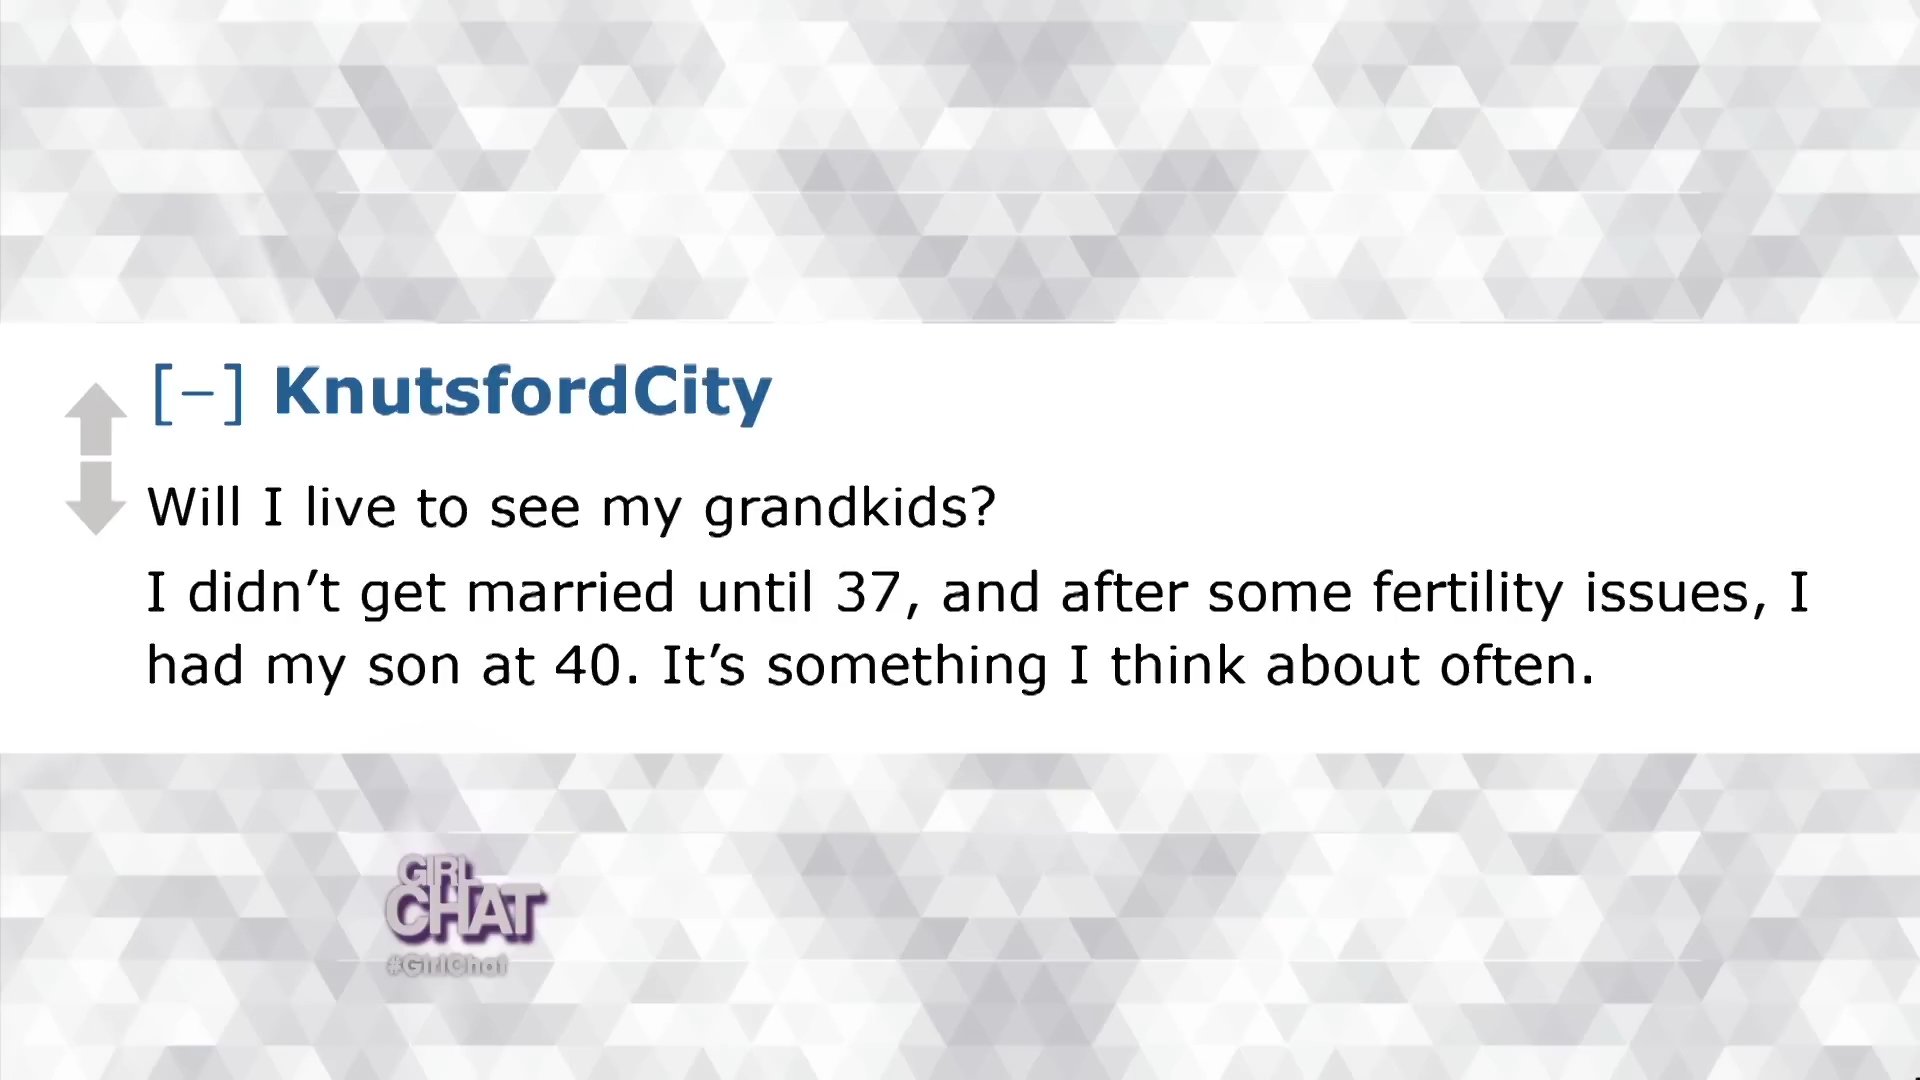 [–] KnutsfordCity
Will I live to see my grandkids?
I didn’t get married until 37, and after some fertility issues, I
had my son at 40. It’s something I think about often.
GIRL
CHAT
#GirlChat